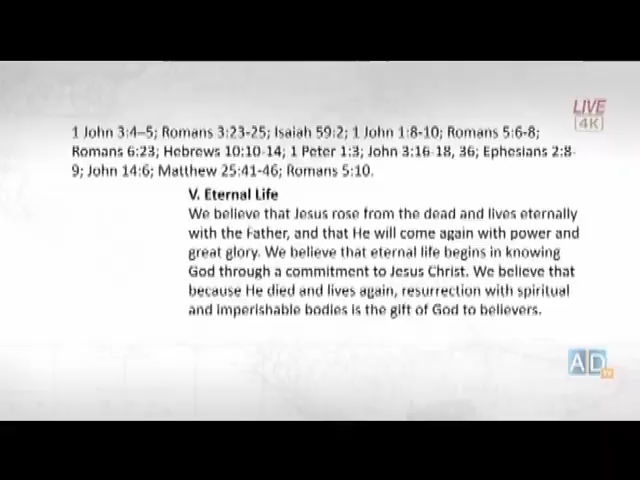 LIVE
4K
1 John 3:4–5; Romans 3:23-25; Isaiah 59:2; 1 John 1:8-10; Romans 5:6-8;
Romans 6:23; Hebrews 10:10-14; 1 Peter 1:3; John 3:16-18, 36; Ephesians 2:8-
9; John 14:6; Matthew 25:41-46; Romans 5:10.
V. Eternal Life
We believe that Jesus rose from the dead and lives eternally
with the Father, and that He will come again with power and
great glory. We believe that eternal life begins in knowing
God through a commitment to Jesus Christ. We believe that
because He died and lives again, resurrection with spiritual
and imperishable bodies is the gift of God to believers.
AD
TV